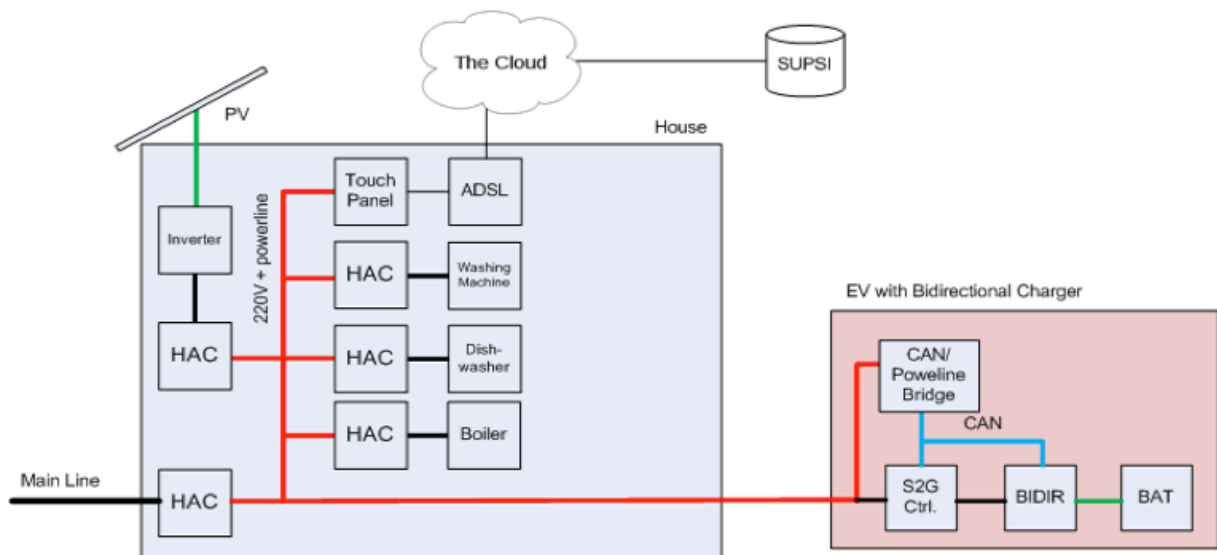 The Cloud
SUPSI
PV
House
Touch
Panel
ADSL
220V + powerline
Inverter
HAC
Washing
Machine
EV with Bidirectional Charger
HAC
HAC
Dish-
washer
CAN/
Poweline
Bridge
HAC
Boiler
CAN
Main Line
HAC
S2G
Ctrl.
BIDIR
BAT